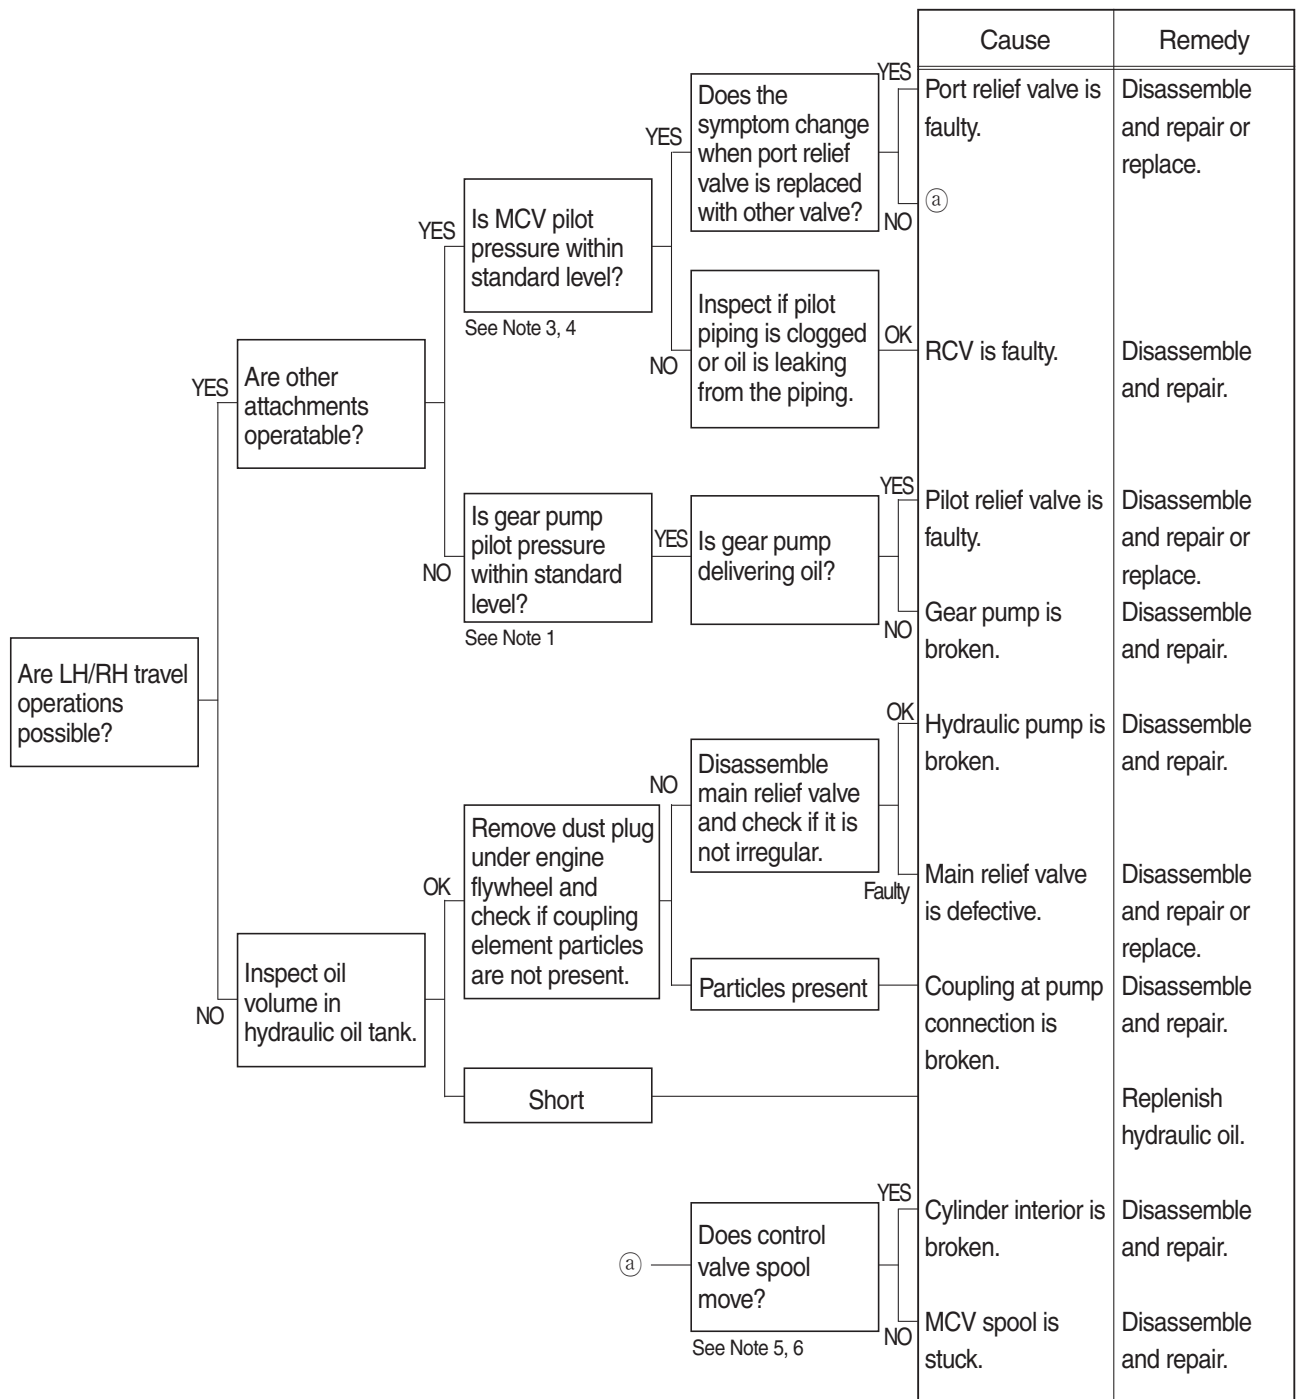 Cause
Remedy
Are LH/RH travel
operations
possible?
YES
NO
Are other
attachments
operatable?
YES
NO
Is MCV pilot
pressure within
standard level?
See Note 3, 4
YES
NO
Does the
symptom change
when port relief
valve is replaced
with other valve?
YES
NO
Port relief valve is
faulty.
Disassemble
and repair or
replace.
ⓐ
Inspect if pilot
piping is clogged
or oil is leaking
from the piping.
OK
RCV is faulty.
Disassemble
and repair.
Is gear pump
pilot pressure
within standard
level?
See Note 1
YES
Is gear pump
delivering oil?
YES
NO
Pilot relief valve is
faulty.
Disassemble
and repair or
replace.
Gear pump is
broken.
Disassemble
and repair.
Inspect oil
volume in
hydraulic oil tank.
OK
Remove dust plug
under engine
flywheel and
check if coupling
element particles
are not present.
NO
Disassemble
main relief valve
and check if it is
not irregular.
OK
Faulty
Hydraulic pump is
broken.
Disassemble
and repair.
Main relief valve
is defective.
Disassemble
and repair or
replace.
Particles present
Coupling at pump
connection is
broken.
Disassemble
and repair.
Short
Replenish
hydraulic oil.
ⓐ
Does control
valve spool
move?
See Note 5, 6
YES
NO
Cylinder interior is
broken.
Disassemble
and repair.
MCV spool is
stuck.
Disassemble
and repair.